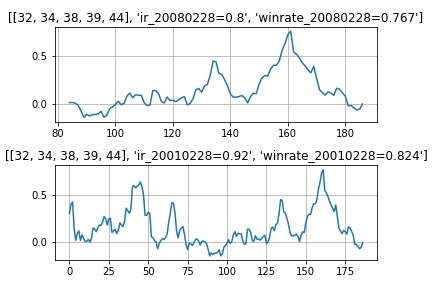 [[32, 34, 38, 39, 44], 'ir_20080228=0.8', 'winrate_20080228=0.767']
0.5
0.0
80 100 120 140 160 180
[[32, 34, 38, 39, 44], 'ir_20010228=0.92', 'winrate_20010228=0.824']
0.5
0.0
0 25 50 75 100 125 150 175